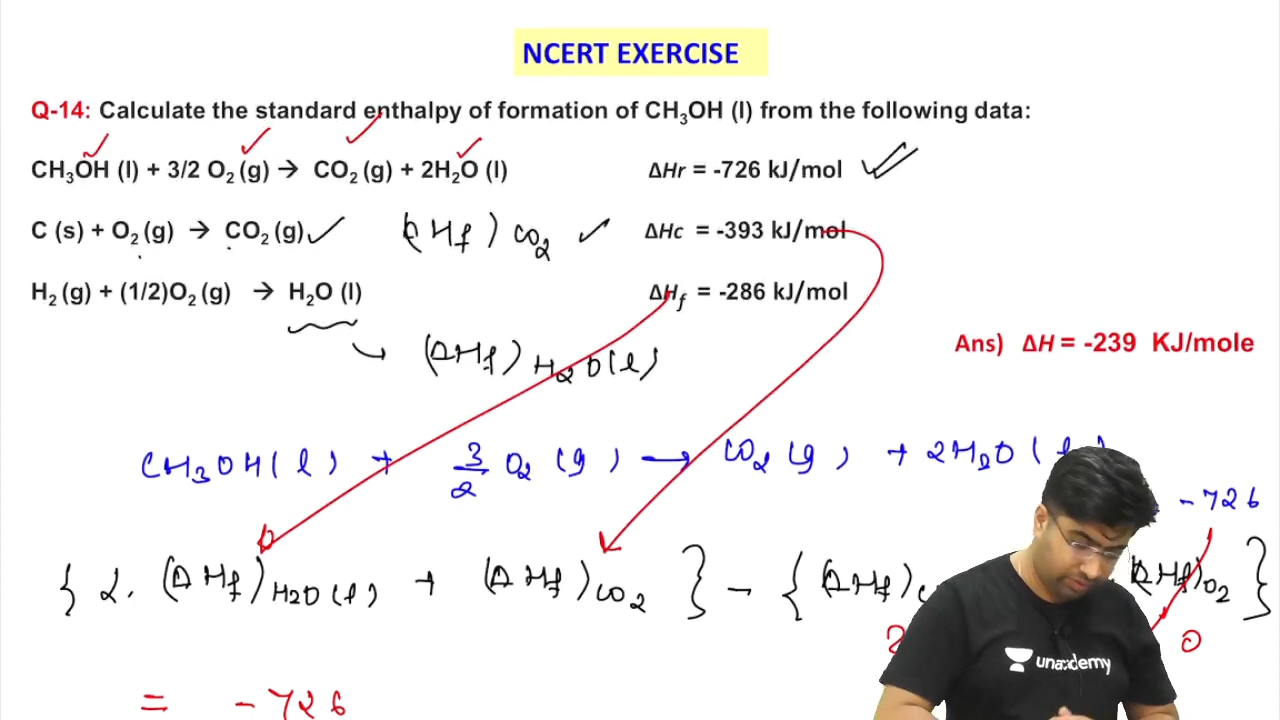 NCERT EXERCISE
Q-14: Calculate the standard enthalpy of formation of CH₃OH (l) from the following data:
CH₃OH (l) + 3/2 O₂ (g) → CO₂ (g) + 2H₂O (l) ΔHr = -726 kJ/mol
C (s) + O₂ (g) → CO₂ (g) (ΔHf)CO₂ ΔHc = -393 kJ/mol
H₂ (g) + (1/2)O₂ (g) → H₂O (l) ΔHf = -286 kJ/mol
Ans) ΔH = -239 KJ/mole
(ΔHf)H₂O(l)
CH₃OH(l) + 3/2 O₂ (g) → CO₂ (g) + 2H₂O (l)
-726
{ 2. (ΔHf)H₂O(l) + (ΔHf)CO₂ } - { (ΔHf) (ΔHf)O₂ }
0
= -726
unacademy